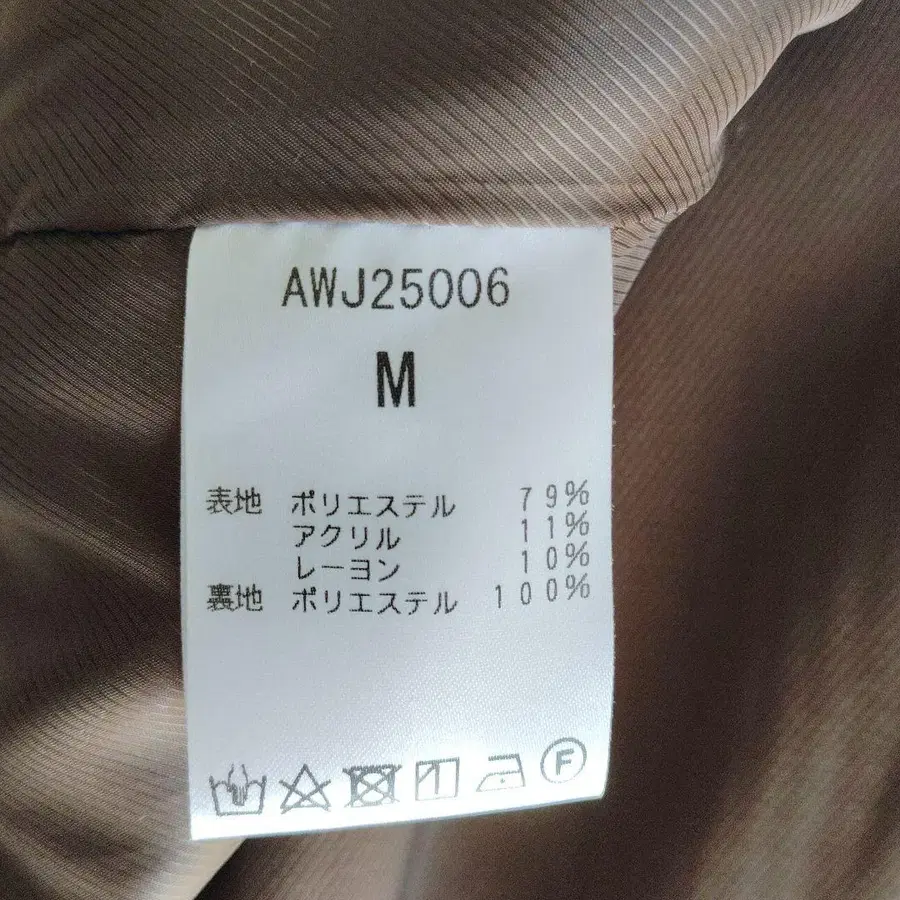 AWJ25006
M
表地 ポリエステル 79%
アクリル 11%
レーヨン 10%
裏地 ポリエステル 100%
F